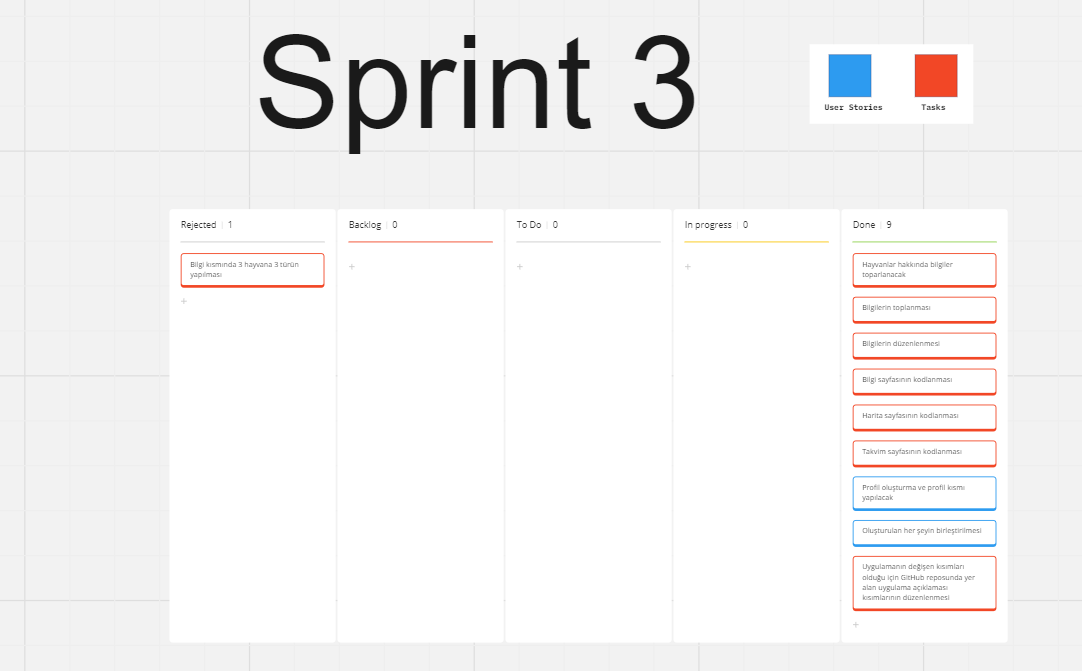 Sprint 3
User Stories
Tasks
Rejected | 1
Bilgi kısmında 3 hayvana 3 türün
yapılması
+
Backlog | 0
+
To Do | 0
+
In progress | 0
+
Done | 9
Hayvanlar hakkında bilgiler
toparlanacak
Bilgilerin toplanması
Bilgilerin düzenlenmesi
Bilgi sayfasının kodlanması
Harita sayfasının kodlanması
Takvim sayfasının kodlanması
Profil oluşturma ve profil kısmı
yapılacak
Oluşturulan her şeyin birleştirilmesi
Uygulamanın değişen kısımları
olduğu için GitHub reposunda yer
alan uygulama açıklaması
kısımlarının düzenlenmesi
+